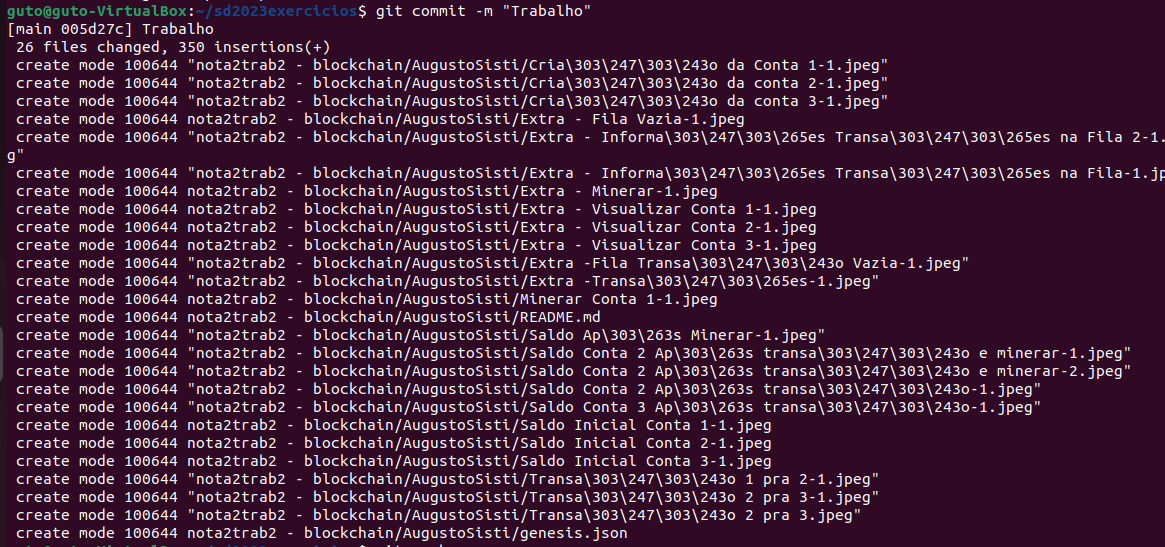 guto@guto-VirtualBox:~/sd2023exercicios$ git commit -m "Trabalho"
[main 005d27c] Trabalho
 26 files changed, 350 insertions(+)
 create mode 100644 "nota2trab2 - blockchain/AugustoSisti/Cria\303\247\303\243o da Conta 1-1.jpeg"
 create mode 100644 "nota2trab2 - blockchain/AugustoSisti/Cria\303\247\303\243o da conta 2-1.jpeg"
 create mode 100644 "nota2trab2 - blockchain/AugustoSisti/Cria\303\247\303\243o da conta 3-1.jpeg"
 create mode 100644 nota2trab2 - blockchain/AugustoSisti/Extra - Fila Vazia-1.jpeg
 create mode 100644 "nota2trab2 - blockchain/AugustoSisti/Extra - Informa\303\247\303\265es Transa\303\247\303\265es na Fila 2-1.
g"
 create mode 100644 "nota2trab2 - blockchain/AugustoSisti/Extra - Informa\303\247\303\265es Transa\303\247\303\265es na Fila-1.jp
 create mode 100644 nota2trab2 - blockchain/AugustoSisti/Extra - Minerar-1.jpeg
 create mode 100644 nota2trab2 - blockchain/AugustoSisti/Extra - Visualizar Conta 1-1.jpeg
 create mode 100644 nota2trab2 - blockchain/AugustoSisti/Extra - Visualizar Conta 2-1.jpeg
 create mode 100644 nota2trab2 - blockchain/AugustoSisti/Extra - Visualizar Conta 3-1.jpeg
 create mode 100644 "nota2trab2 - blockchain/AugustoSisti/Extra -Fila Transa\303\247\303\243o Vazia-1.jpeg"
 create mode 100644 "nota2trab2 - blockchain/AugustoSisti/Extra -Transa\303\247\303\265es-1.jpeg"
 create mode 100644 nota2trab2 - blockchain/AugustoSisti/Minerar Conta 1-1.jpeg
 create mode 100644 nota2trab2 - blockchain/AugustoSisti/README.md
 create mode 100644 "nota2trab2 - blockchain/AugustoSisti/Saldo Ap\303\263s Minerar-1.jpeg"
 create mode 100644 "nota2trab2 - blockchain/AugustoSisti/Saldo Conta 2 Ap\303\263s transa\303\247\303\243o e minerar-1.jpeg"
 create mode 100644 "nota2trab2 - blockchain/AugustoSisti/Saldo Conta 2 Ap\303\263s transa\303\247\303\243o e minerar-2.jpeg"
 create mode 100644 "nota2trab2 - blockchain/AugustoSisti/Saldo Conta 2 Ap\303\263s transa\303\247\303\243o-1.jpeg"
 create mode 100644 "nota2trab2 - blockchain/AugustoSisti/Saldo Conta 3 Ap\303\263s transa\303\247\303\243o-1.jpeg"
 create mode 100644 nota2trab2 - blockchain/AugustoSisti/Saldo Inicial Conta 1-1.jpeg
 create mode 100644 nota2trab2 - blockchain/AugustoSisti/Saldo Inicial Conta 2-1.jpeg
 create mode 100644 nota2trab2 - blockchain/AugustoSisti/Saldo Inicial Conta 3-1.jpeg
 create mode 100644 "nota2trab2 - blockchain/AugustoSisti/Transa\303\247\303\243o 1 pra 2-1.jpeg"
 create mode 100644 "nota2trab2 - blockchain/AugustoSisti/Transa\303\247\303\243o 2 pra 3-1.jpeg"
 create mode 100644 "nota2trab2 - blockchain/AugustoSisti/Transa\303\247\303\243o 2 pra 3.jpeg"
 create mode 100644 nota2trab2 - blockchain/AugustoSisti/genesis.json